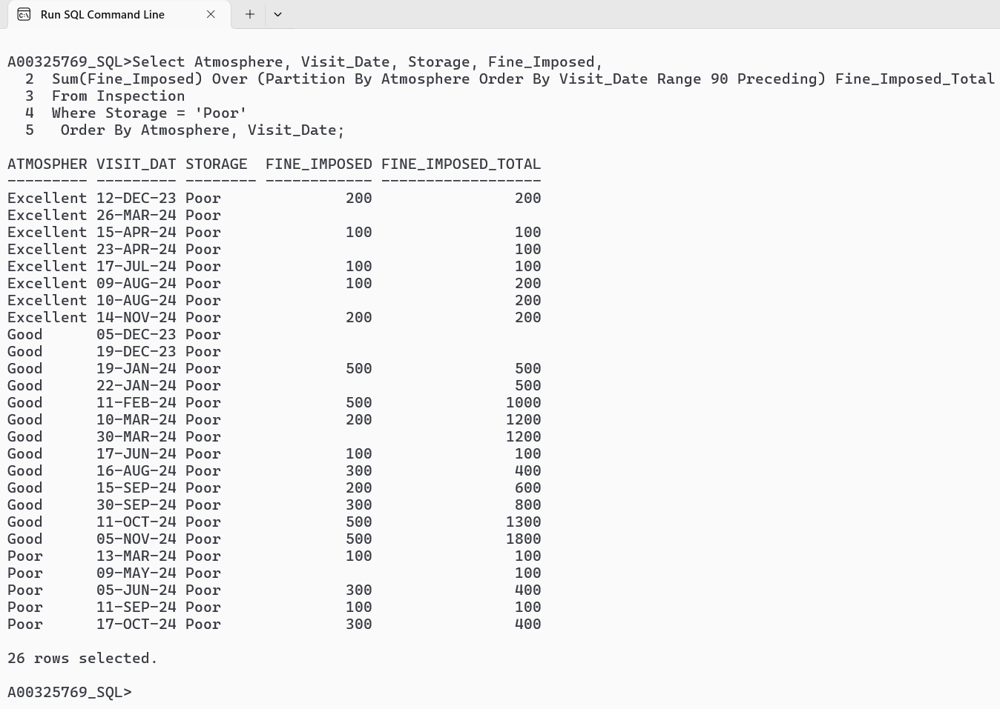 Run SQL Command Line
A00325769_SQL>Select Atmosphere, Visit_Date, Storage, Fine_Imposed,
  2  Sum(Fine_Imposed) Over (Partition By Atmosphere Order By Visit_Date Range 90 Preceding) Fine_Imposed_Total
  3  From Inspection
  4  Where Storage = 'Poor'
  5   Order By Atmosphere, Visit_Date;
ATMOSPHER VISIT_DAT STORAGE  FINE_IMPOSED FINE_IMPOSED_TOTAL
--------- --------- -------- ------------ ------------------
Excellent 12-DEC-23 Poor              200                200
Excellent 26-MAR-24 Poor
Excellent 15-APR-24 Poor              100                100
Excellent 23-APR-24 Poor                                 100
Excellent 17-JUL-24 Poor              100                100
Excellent 09-AUG-24 Poor              100                200
Excellent 10-AUG-24 Poor                                 200
Excellent 14-NOV-24 Poor              200                200
Good      05-DEC-23 Poor
Good      19-DEC-23 Poor
Good      19-JAN-24 Poor              500                500
Good      22-JAN-24 Poor                                 500
Good      11-FEB-24 Poor              500               1000
Good      10-MAR-24 Poor              200               1200
Good      30-MAR-24 Poor                                1200
Good      17-JUN-24 Poor              100                100
Good      16-AUG-24 Poor              300                400
Good      15-SEP-24 Poor              200                600
Good      30-SEP-24 Poor              300                800
Good      11-OCT-24 Poor              500               1300
Good      05-NOV-24 Poor              500               1800
Poor      13-MAR-24 Poor              100                100
Poor      09-MAY-24 Poor                                 100
Poor      05-JUN-24 Poor              300                400
Poor      11-SEP-24 Poor              100                100
Poor      17-OCT-24 Poor              300                400
26 rows selected.
A00325769_SQL>